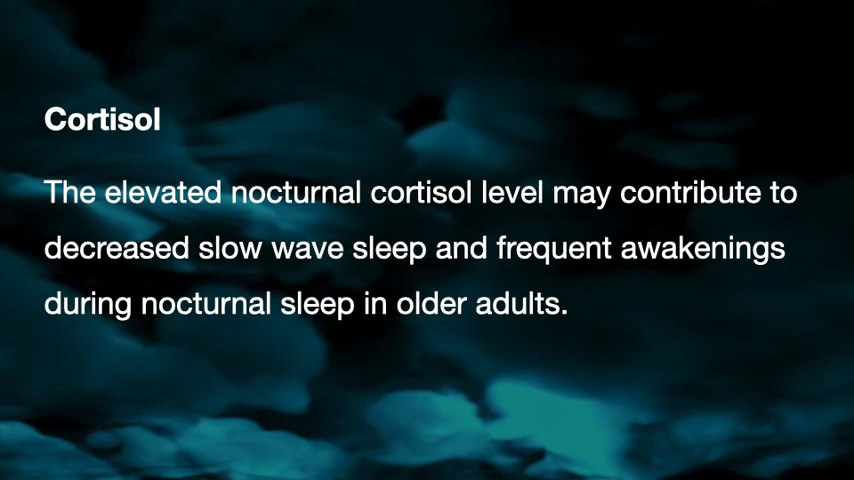 Cortisol
The elevated nocturnal cortisol level may contribute to
decreased slow wave sleep and frequent awakenings
during nocturnal sleep in older adults.